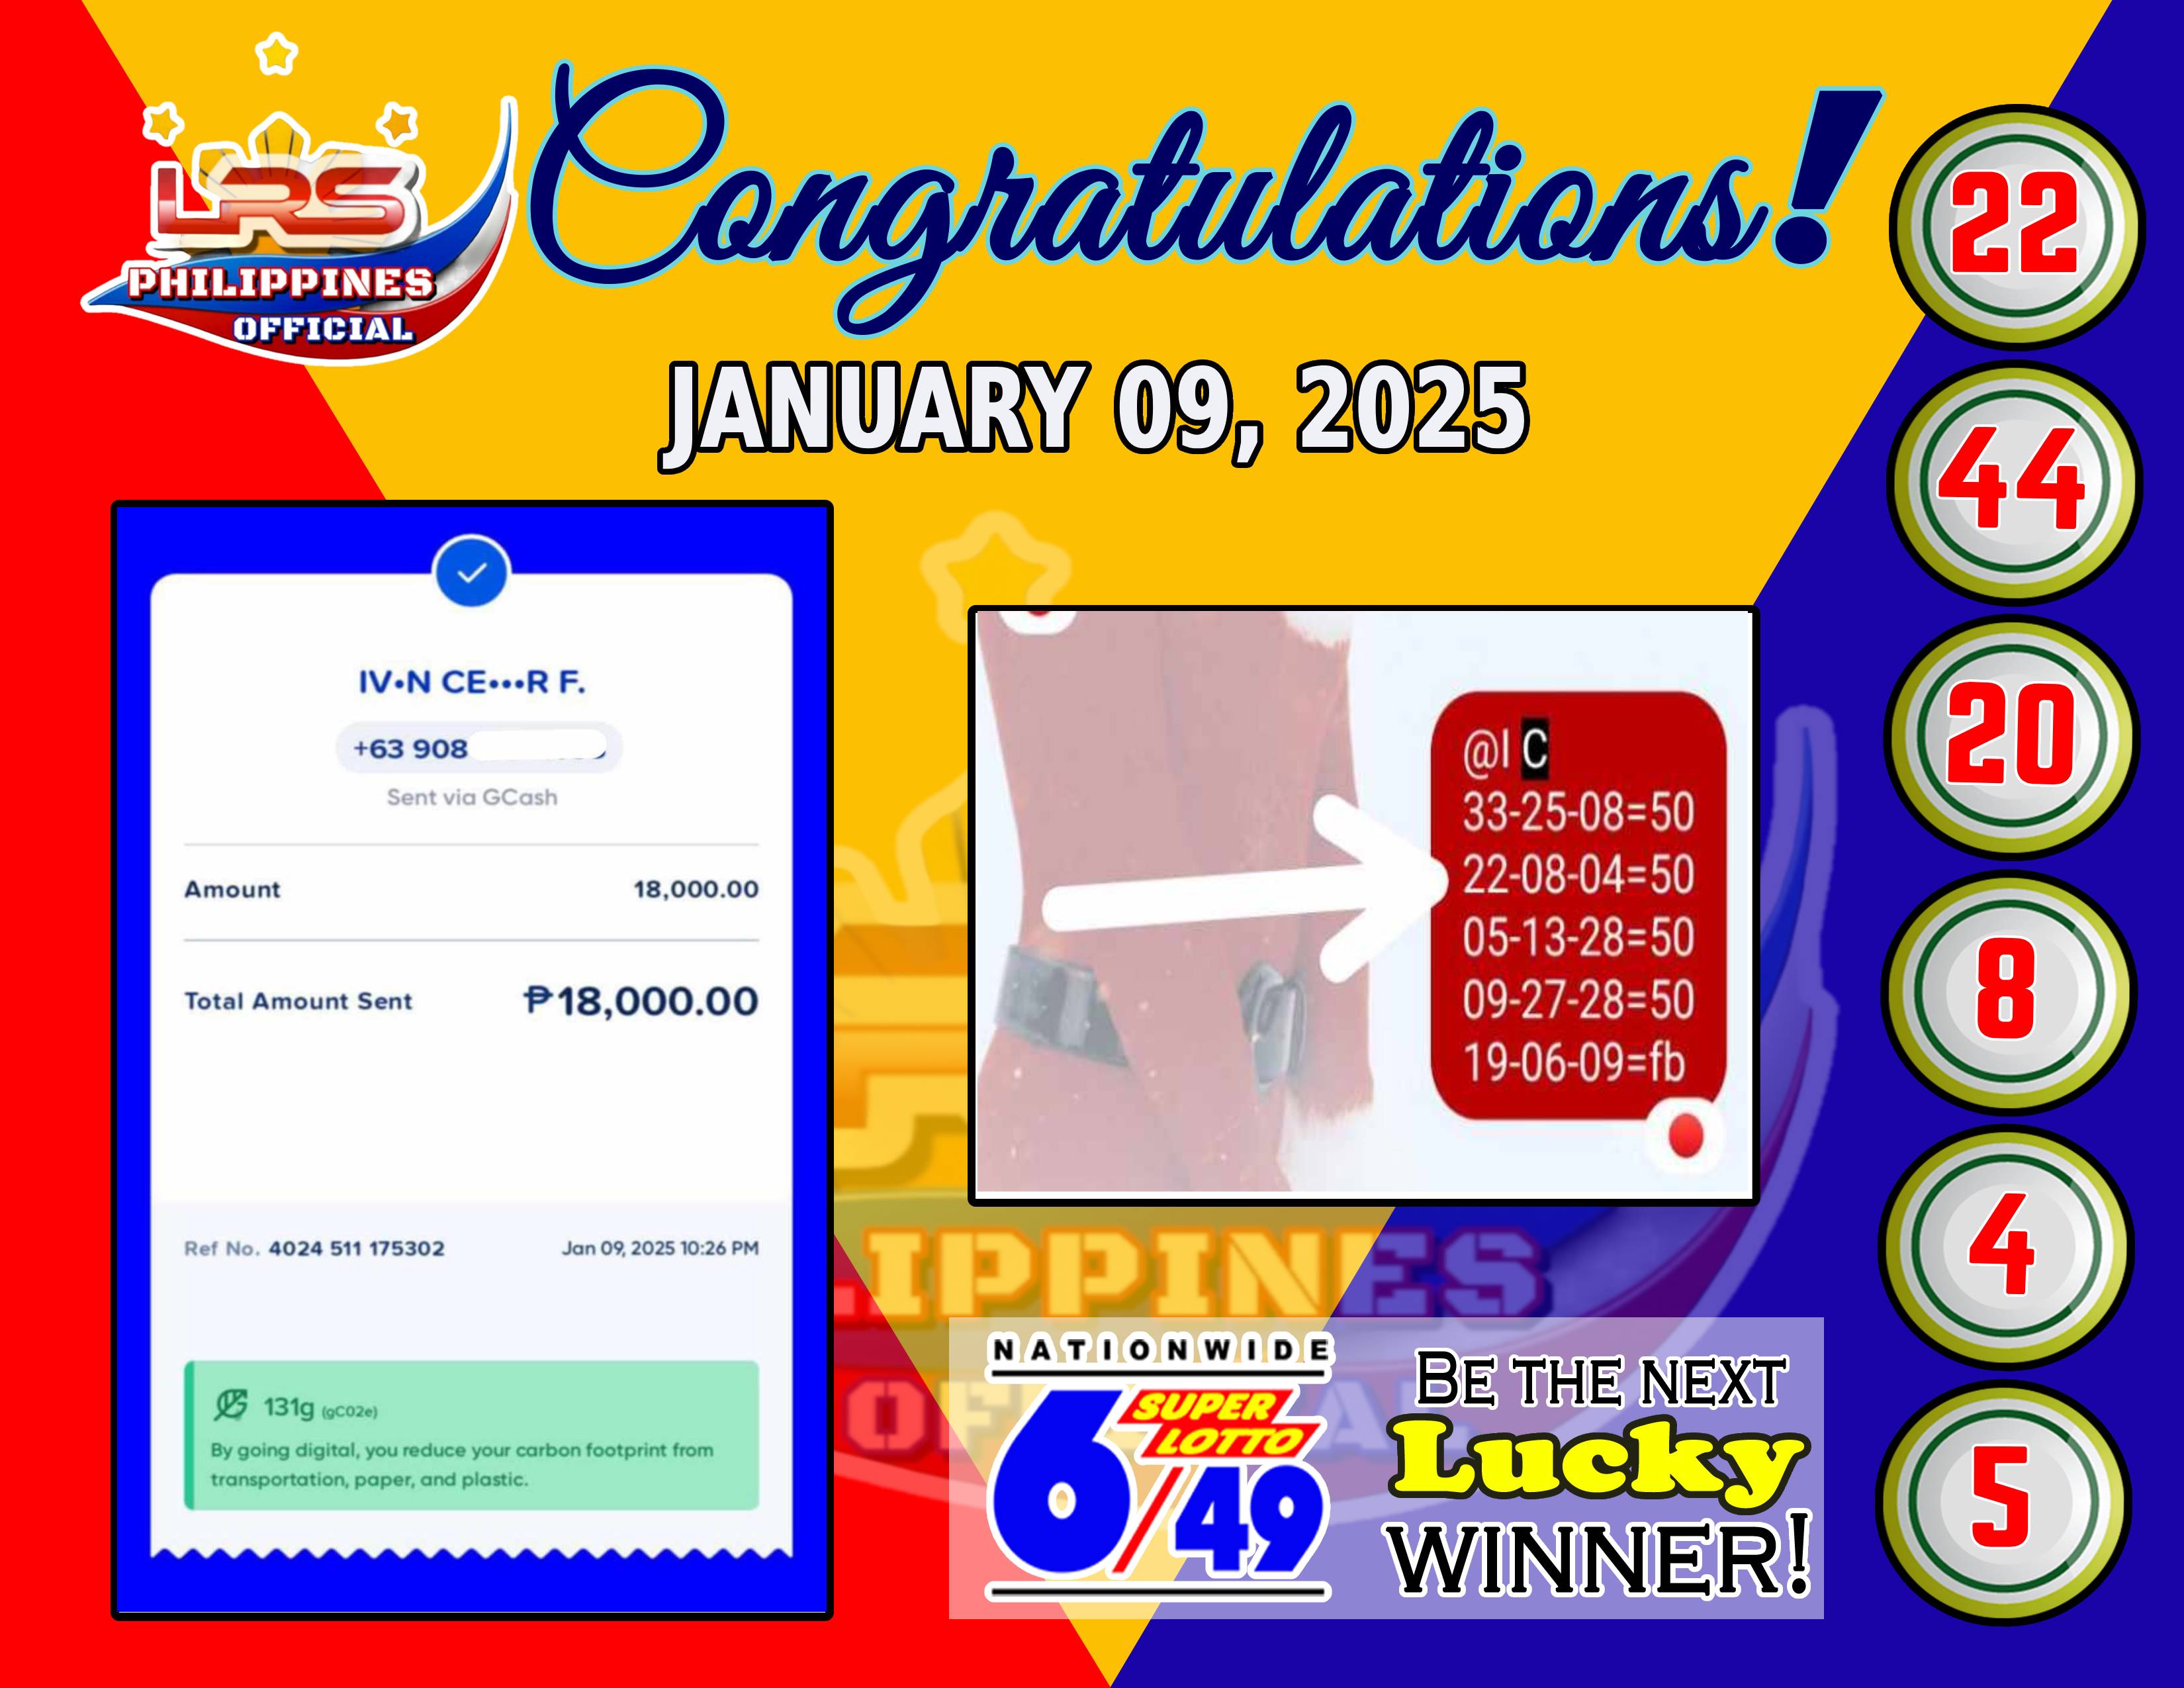 LRS
PHILIPPINES
OFFICIAL
Congratulations!
JANUARY 09, 2025
IV•N CE•••R F.
+63 908
Sent via GCash
Amount 18,000.00
Total Amount Sent ₱18,000.00
Ref No. 4024 511 175302 Jan 09, 2025 10:26 PM
131g (gCO2e)
By going digital, you reduce your carbon footprint from
transportation, paper, and plastic.
@I C
33-25-08=50
22-08-04=50
05-13-28=50
09-27-28=50
19-06-09=fb
LIPPINES
OFFICIAL
NATIONWIDE
SUPER
LOTTO
6/49
BE THE NEXT
Lucky
WINNER!
22
44
20
8
4
5